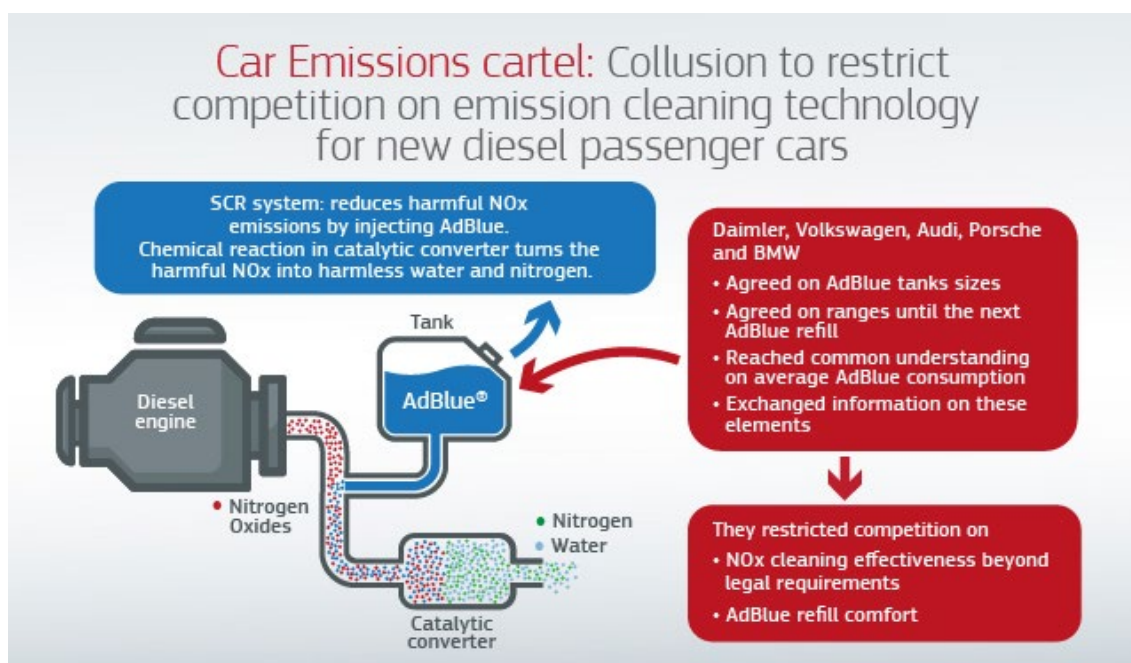 Car Emissions cartel: Collusion to restrict
competition on emission cleaning technology
for new diesel passenger cars
SCR system: reduces harmful NOx
emissions by injecting AdBlue.
Chemical reaction in catalytic converter turns the
harmful NOx into harmless water and nitrogen.
Daimler, Volkswagen, Audi, Porsche
and BMW
• Agreed on AdBlue tanks sizes
• Agreed on ranges until the next
AdBlue refill
• Reached common understanding
on average AdBlue consumption
• Exchanged information on these
elements
Tank
AdBlue®
Diesel
engine
Nitrogen
Oxides
Nitrogen
Water
Catalytic
converter
They restricted competition on
• NOx cleaning effectiveness beyond
legal requirements
• AdBlue refill comfort